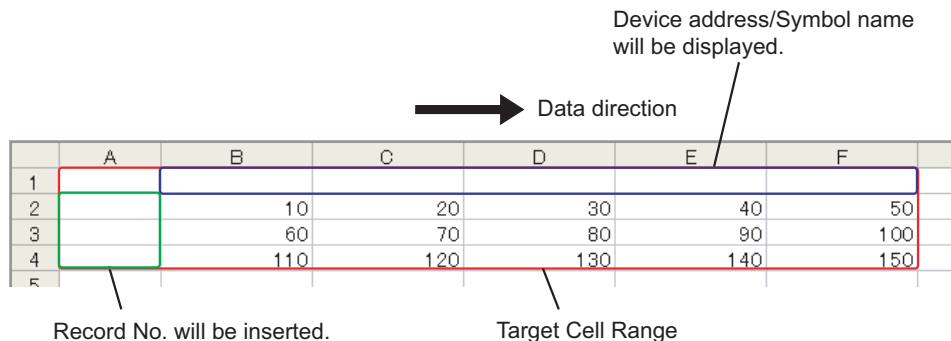 Device address/Symbol name
will be displayed.
Data direction
A B C D E F
1
2 10 20 30 40 50
3 60 70 80 90 100
4 110 120 130 140 150
5
Record No. will be inserted.
Target Cell Range